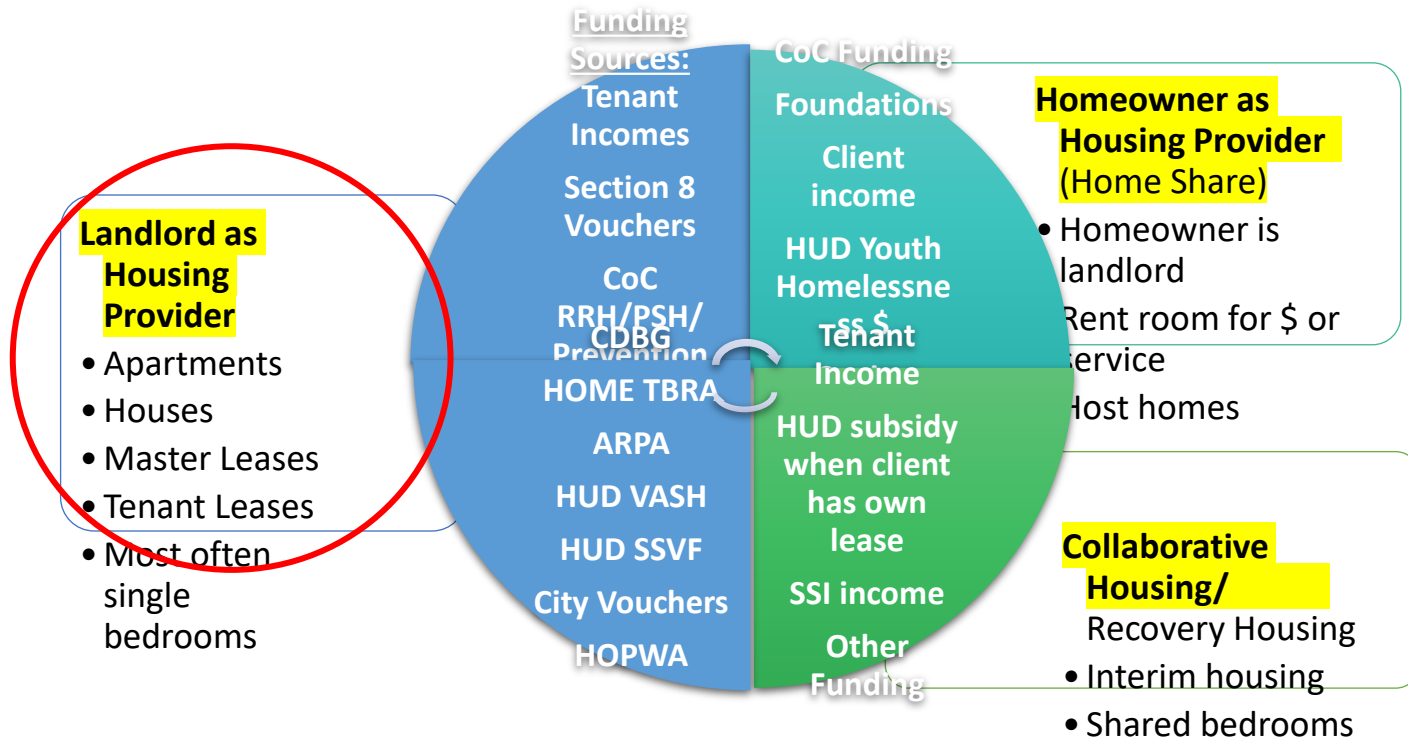 Landlord as
Housing
Provider
• Apartments
• Houses
• Master Leases
• Tenant Leases
• Most often
single
bedrooms
Funding
Sources:
Tenant
Incomes
Section 8
Vouchers
CoC
RRH/PSH/
Prevention
CDBG
HOME TBRA
ARPA
HUD VASH
HUD SSVF
City Vouchers
HOPWA
CoC Funding
Foundations
Client
income
HUD Youth
Homelessne
ss $
Tenant
Income
HUD subsidy
when client
has own
lease
SSI income
Other
Funding
Homeowner as
Housing Provider
(Home Share)
• Homeowner is
landlord
Rent room for $ or
service
Host homes
Collaborative
Housing/
Recovery Housing
• Interim housing
• Shared bedrooms